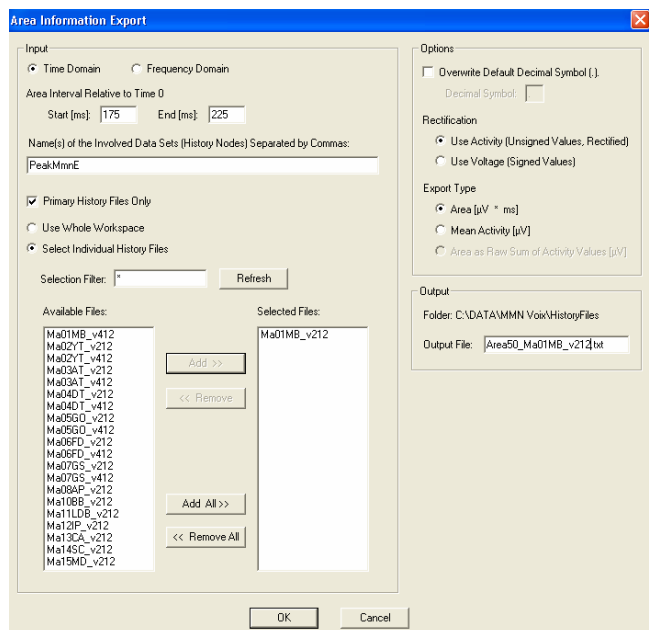 Area Information Export
Input
Time Domain
Frequency Domain
Area Interval Relative to Time 0
Start [ms]: 175 End [ms]: 225
Name(s) of the Involved Data Sets (History Nodes) Separated by Commas:
PeakMmnE
Primary History Files Only
Use Whole Workspace
Select Individual History Files
Selection Filter: * Refresh
Available Files:
Ma01MB_v412
Ma02YT_v212
Ma02YT_v412
Ma03AT_v212
Ma03AT_v412
Ma04DT_v212
Ma04DT_v412
Ma05GO_v212
Ma05GO_v412
Ma06FD_v212
Ma06FD_v412
Ma07GS_v212
Ma07GS_v412
Ma08AP_v212
Ma10BB_v212
Ma11LDB_v212
Ma12IP_v212
Ma13CA_v212
Ma14SC_v212
Ma15MD_v212
Add >>
<< Remove
Add All >>
<< Remove All
Selected Files:
Ma01MB_v212
Options
Overwrite Default Decimal Symbol (.).
Decimal Symbol:
Rectification
Use Activity (Unsigned Values, Rectified)
Use Voltage (Signed Values)
Export Type
Area [µV * ms]
Mean Activity [µV]
Area as Raw Sum of Activity Values [µV]
Output
Folder: C:\DATA\MMN Voix\HistoryFiles
Output File: Area50_Ma01MB_v212.txt
OK
Cancel